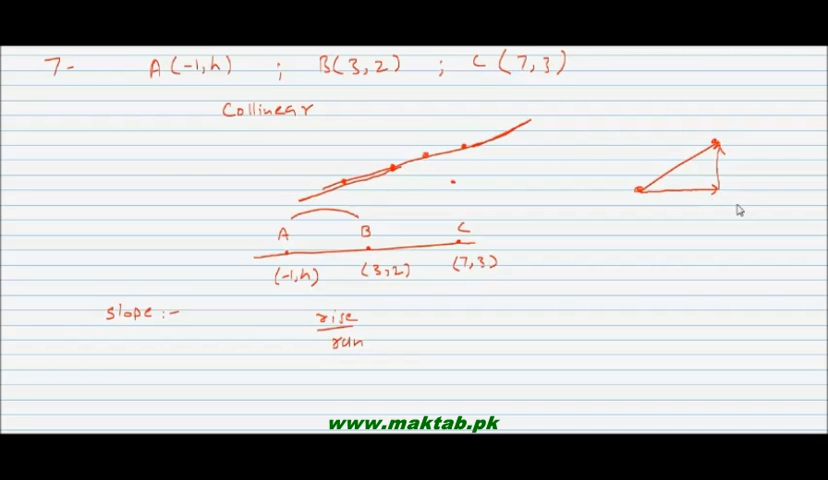 7- A(-1,h) ; B(3,2) ; C(7,3)
Collinear
A B C
(-1,h) (3,2) (7,3)
slope :- rise
run
www.maktab.pk